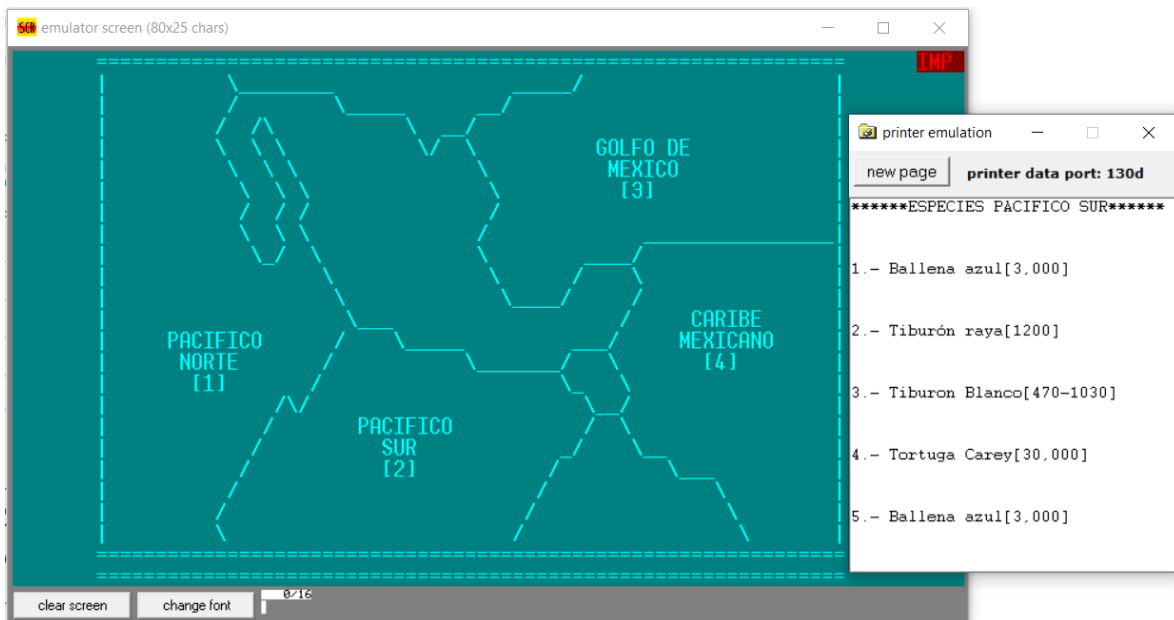 SCR emulator screen (80x25 chars)
IMP
GOLFO DE
MEXICO
[3]
PACIFICO
NORTE
[1]
PACIFICO
SUR
[2]
CARIBE
MEXICANO
[4]
clear screen
change font
0/16
printer emulation
new page
printer data port: 130d
******ESPECIES PACIFICO SUR******
1.- Ballena azul[3,000]
2.- Tiburón raya[1200]
3.- Tiburon Blanco[470-1030]
4.- Tortuga Carey[30,000]
5.- Ballena azul[3,000]